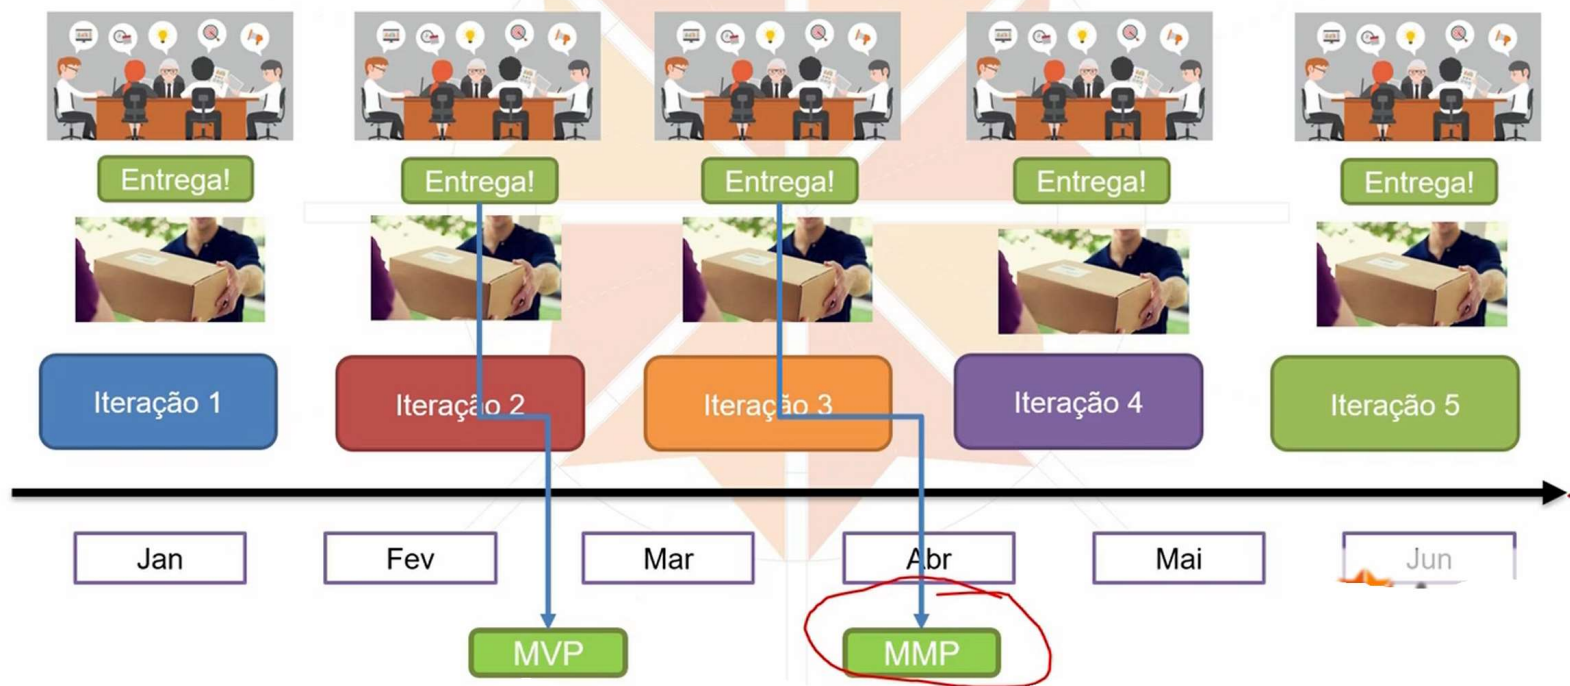 Entrega! Entrega! Entrega! Entrega! Entrega!
Iteração 1 Iteração 2 Iteração 3 Iteração 4 Iteração 5
Jan Fev Mar Abr Mai Jun
MVP MMP